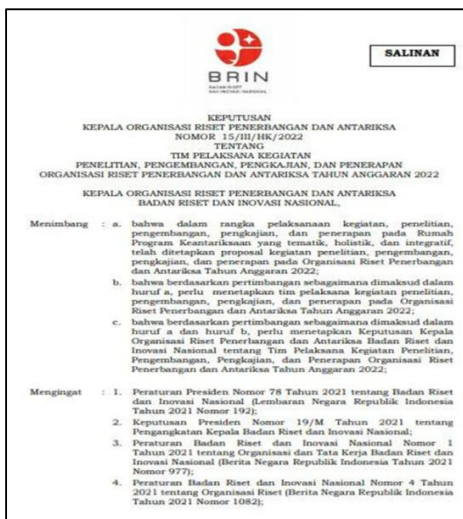 BRIN
BADAN RISET
DAN INOVASI NASIONAL
SALINAN
KEPUTUSAN
KEPALA ORGANISASI RISET PENERBANGAN DAN ANTARIKSA
NOMOR 15/III/HK/2022
TENTANG
TIM PELAKSANA KEGIATAN
PENELITIAN, PENGEMBANGAN, PENGKAJIAN, DAN PENERAPAN
ORGANISASI RISET PENERBANGAN DAN ANTARIKSA TAHUN ANGGARAN 2022
KEPALA ORGANISASI RISET PENERBANGAN DAN ANTARIKSA
BADAN RISET DAN INOVASI NASIONAL,
Menimbang : a. bahwa dalam rangka pelaksanaan kegiatan, penelitian,
pengembangan, pengkajian, dan penerapan pada Rumah
Program Keantariksaan yang tematik, holistik, dan integratif,
telah ditetapkan proposal kegiatan penelitian, pengembangan,
pengkajian, dan penerapan pada Organisasi Riset Penerbangan
dan Antariksa Tahun Anggaran 2022;
b. bahwa berdasarkan pertimbangan sebagaimana dimaksud dalam
huruf a, perlu menetapkan tim pelaksana kegiatan penelitian,
pengembangan, pengkajian, dan penerapan pada Organisasi
Riset Penerbangan dan Antariksa Tahun Anggaran 2022;
c. bahwa berdasarkan pertimbangan sebagaimana dimaksud dalam
huruf a dan huruf b, perlu menetapkan Keputusan Kepala
Organisasi Riset Penerbangan dan Antariksa Badan Riset dan
Inovasi Nasional tentang Tim Pelaksana Kegiatan Penelitian,
Pengembangan, Pengkajian, dan Penerapan Organisasi Riset
Penerbangan dan Antariksa Tahun Anggaran 2022;
Mengingat : 1. Peraturan Presiden Nomor 78 Tahun 2021 tentang Badan Riset
dan Inovasi Nasional (Lembaran Negara Republik Indonesia
Tahun 2021 Nomor 192);
2. Keputusan Presiden Nomor 19/M Tahun 2021 tentang
Pengangkatan Kepala Badan Riset dan Inovasi Nasional;
3. Peraturan Badan Riset dan Inovasi Nasional Nomor 1
Tahun 2021 tentang Organisasi dan Tata Kerja Badan Riset dan
Inovasi Nasional (Berita Negara Republik Indonesia Tahun 2021
Nomor 977);
4. Peraturan Badan Riset dan Inovasi Nasional Nomor 4 Tahun
2021 tentang Organisasi Riset (Berita Negara Republik Indonesia
Tahun 2021 Nomor 1082);